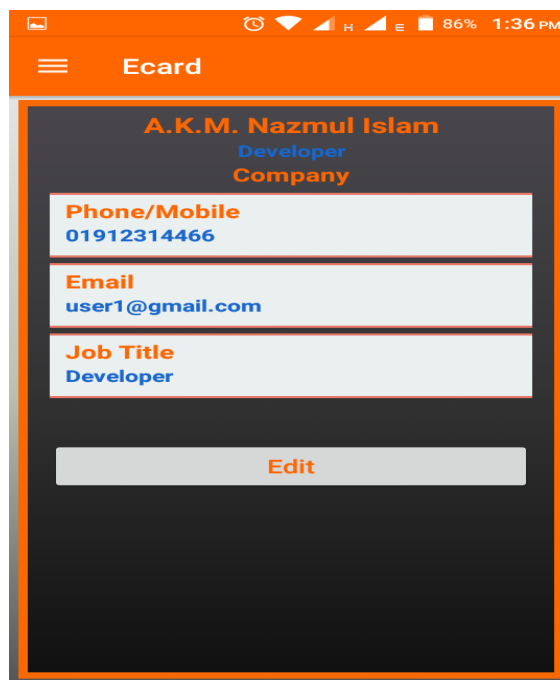 H E 86% 1:36 PM
Ecard
A.K.M. Nazmul Islam
Developer
Company
Phone/Mobile
01912314466
Email
user1@gmail.com
Job Title
Developer
Edit